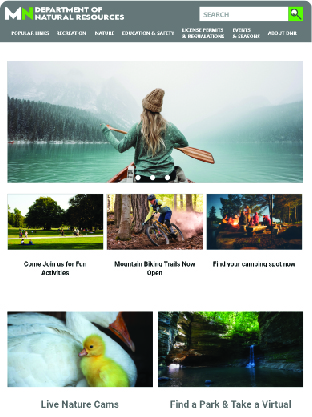 MN DEPARTMENT OF
NATURAL RESOURCES
SEARCH
POPULAR LINKS RECREATION NATURE EDUCATION & SAFETY LICENSE PERMITS & REGULATIONS EVENTS & SEASONS ABOUT DNR
Come Join us for Fun
Activities
Mountain Biking Trails Now
Open
Find your camping spot now
Live Nature Cams
Find a Park & Take a Virtual